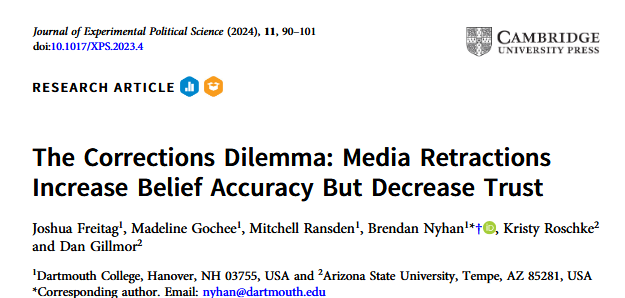 Journal of Experimental Political Science (2024), 11, 90–101
doi:10.1017/XPS.2023.4
CAMBRIDGE
UNIVERSITY PRESS
RESEARCH ARTICLE
The Corrections Dilemma: Media Retractions
Increase Belief Accuracy But Decrease Trust
Joshua Freitag¹, Madeline Gochee¹, Mitchell Ransden¹, Brendan Nyhan¹*†, Kristy Roschke²
and Dan Gillmor²
¹Dartmouth College, Hanover, NH 03755, USA and ²Arizona State University, Tempe, AZ 85281, USA
*Corresponding author. Email: nyhan@dartmouth.edu